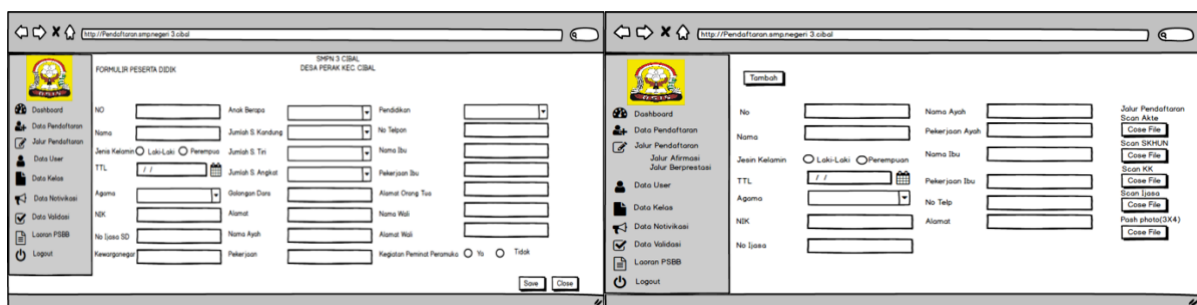 http://Pendaftaran.smp.negeri 3.cibal
SMPN 3 CIBAL
DESA PERAK KEC. CIBAL
FORMULIR PESERTA DIDIK
Dashboard
Data Pendaftaran
Jalur Pendaftaran
Data User
Data Kelas
Data Notivikasi
Data Validasi
Laoran PSBB
Logout
NO
Nama
Jenis Kelamin Laki-Laki Perempua
TTL / /
Agama
NIK
No Ijasa SD
Kewarganegar
Anak Berapa
Jumlah S. Kandung
Jumlah S. Tiri
Jumlah S. Angkat
Golongan Dara
Alamat
Nama Ayah
Pekerjaan
Pendidikan
No Telpon
Nama Ibu
Pekerjaan Ibu
Alamat Orang Tua
Nama Wali
Alamat Wali
Kegiatan Peminat Peramuka Ya Tidak
Save Close
http://Pendaftaran.smp.negeri 3.cibal
Dashboard
Data Pendaftaran
Jalur Pendaftaran
Jalur Afirmasi
Jalur Berprestasi
Data User
Data Kelas
Data Notivikasi
Data Validasi
Laoran PSBB
Logout
Tambah
No
Nama
Jesin Kelamin Laki-Laki Perempuan
TTL / /
Agama
NIK
No Ijasa
Nama Ayah
Pekerjaan Ayah
Nama Ibu
Pekerjaan Ibu
No Telp
Alamat
Jalur Pendaftaran
Scan Akte
Cose File
Scan SKHUN
Cose File
Scan KK
Cose File
Scan Ijasa
Cose File
Pash photo(3X4)
Cose File